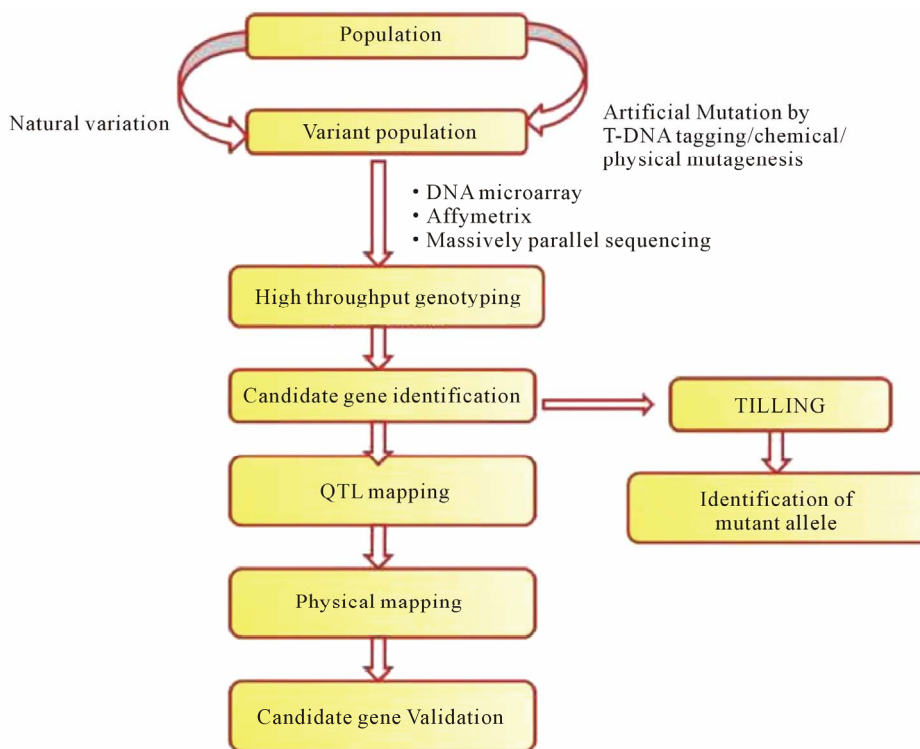 Population
Natural variation
Variant population
Artificial Mutation by
T-DNA tagging/chemical/
physical mutagenesis
• DNA microarray
• Affymetrix
• Massively parallel sequencing
High throughput genotyping
Candidate gene identification
TILLING
QTL mapping
Identification of
mutant allele
Physical mapping
Candidate gene Validation